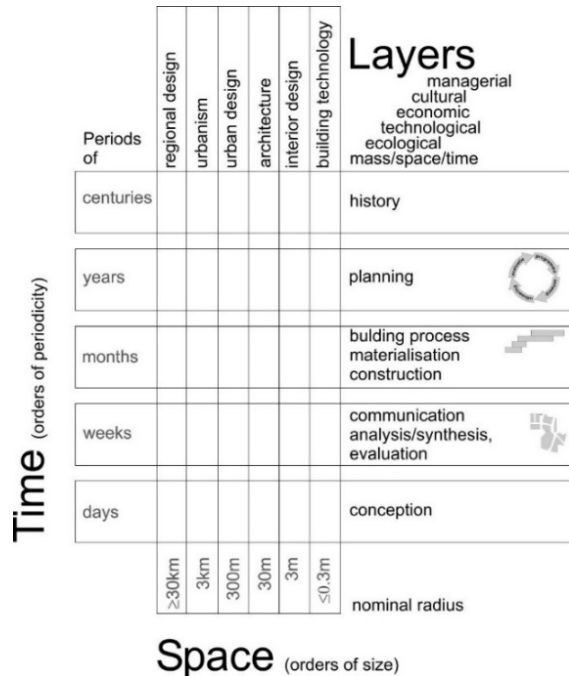 Layers
managerial
cultural
economic
technological
ecological
mass/space/time
Periods
of
regional design
urbanism
urban design
architecture
interior design
building technology
centuries
history
years
planning
months
bulding process
materialisation
construction
weeks
communication
analysis/synthesis,
evaluation
days
conception
≥30km
3km
300m
30m
3m
≤0.3m
nominal radius
Time (orders of periodicity)
Space (orders of size)